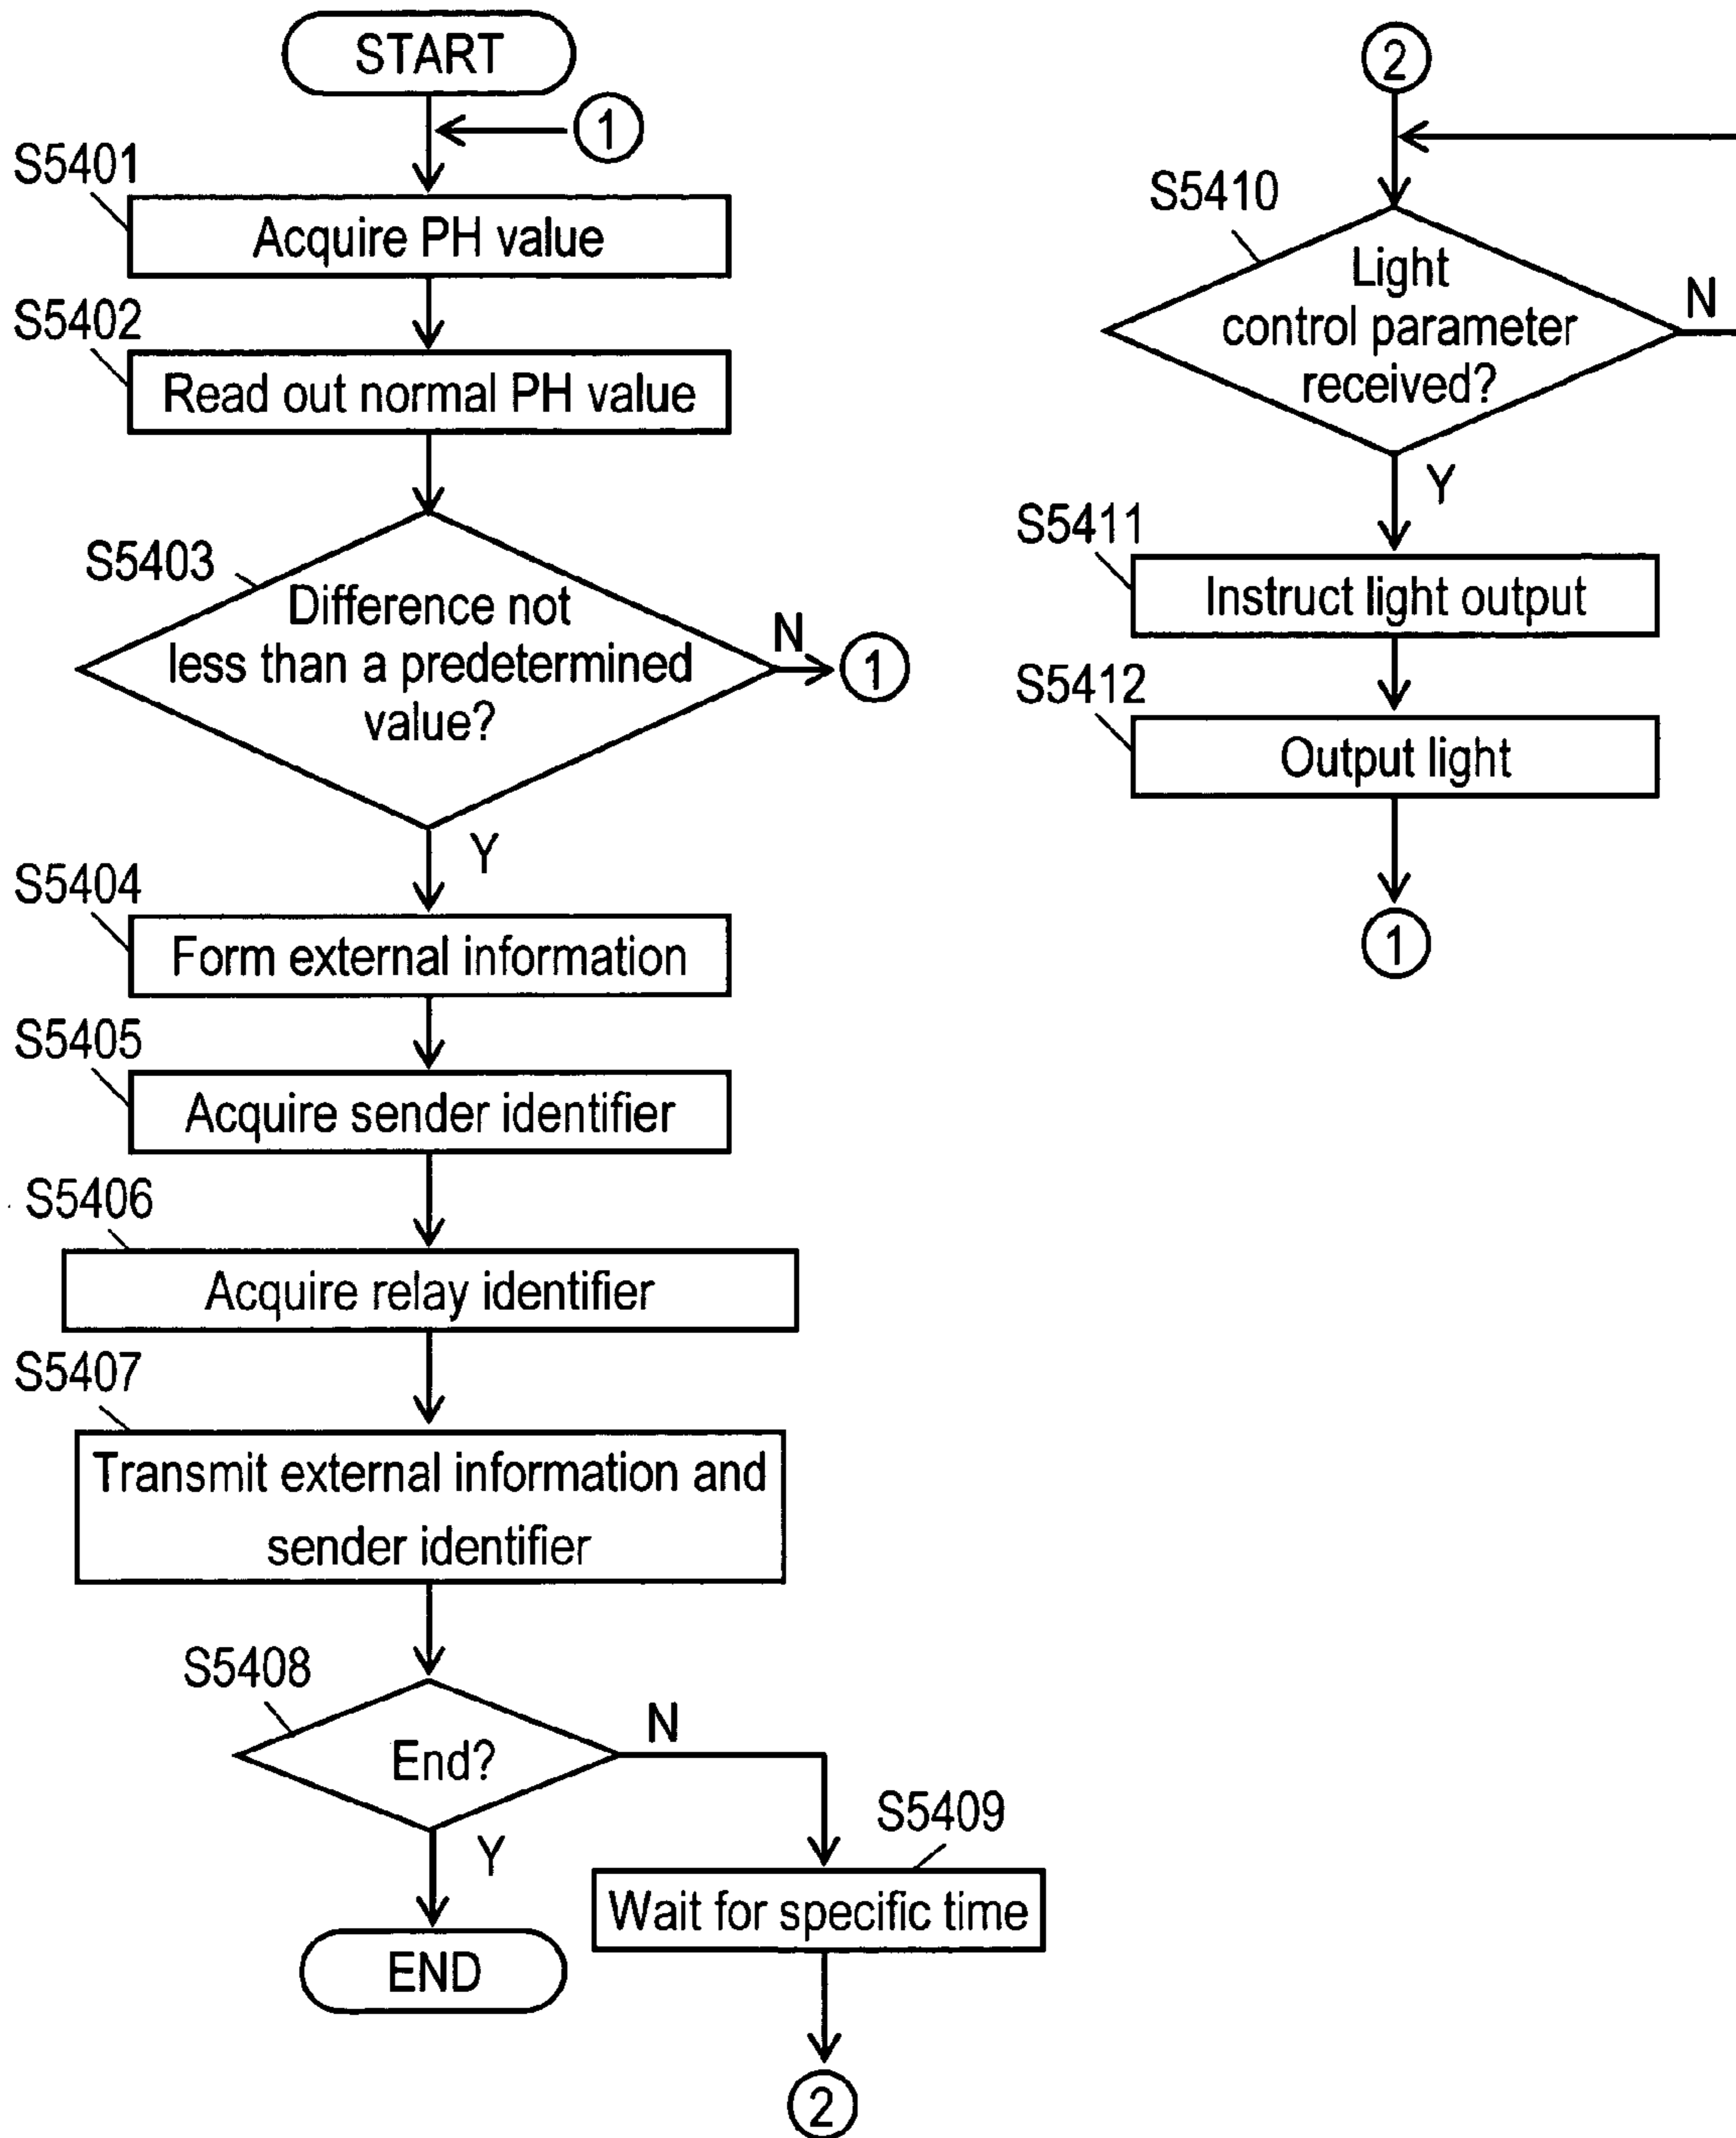 START
1
S5401
Acquire PH value
S5402
Read out normal PH value
S5403
Difference not
less than a predetermined
value?
N
1
Y
S5404
Form external information
S5405
Acquire sender identifier
S5406
Acquire relay identifier
S5407
Transmit external information and
sender identifier
S5408
End?
N
Y
END
S5409
Wait for specific time
2
2
S5410
Light
control parameter
received?
N
Y
S5411
Instruct light output
S5412
Output light
1